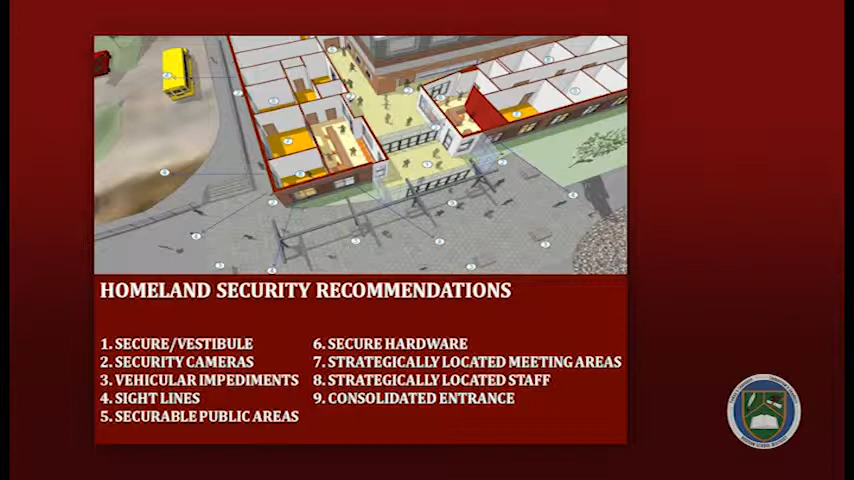 HOMELAND SECURITY RECOMMENDATIONS
1. SECURE/VESTIBULE
2. SECURITY CAMERAS
3. VEHICULAR IMPEDIMENTS
4. SIGHT LINES
5. SECURABLE PUBLIC AREAS
6. SECURE HARDWARE
7. STRATEGICALLY LOCATED MEETING AREAS
8. STRATEGICALLY LOCATED STAFF
9. CONSOLIDATED ENTRANCE